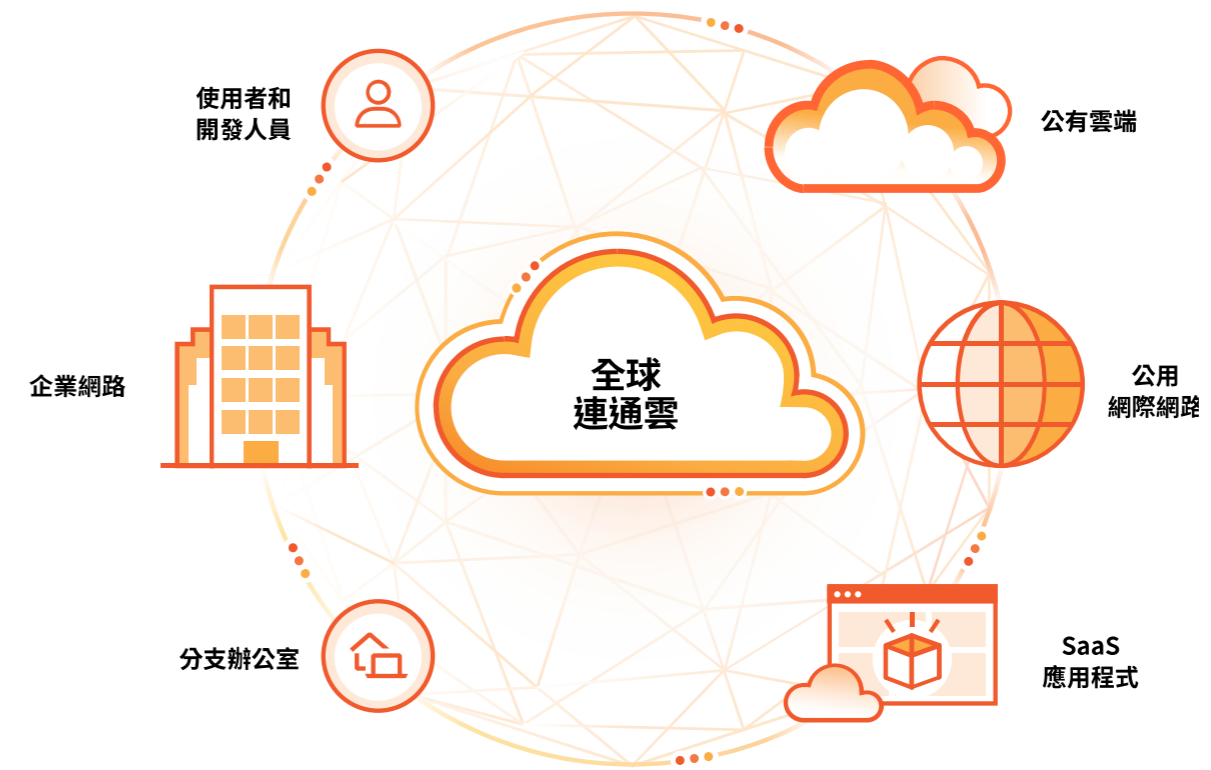 使用者和
開發人員
公有雲端
全球
連通雲
企業網路
公用
網際網路
分支辦公室
SaaS
應用程式